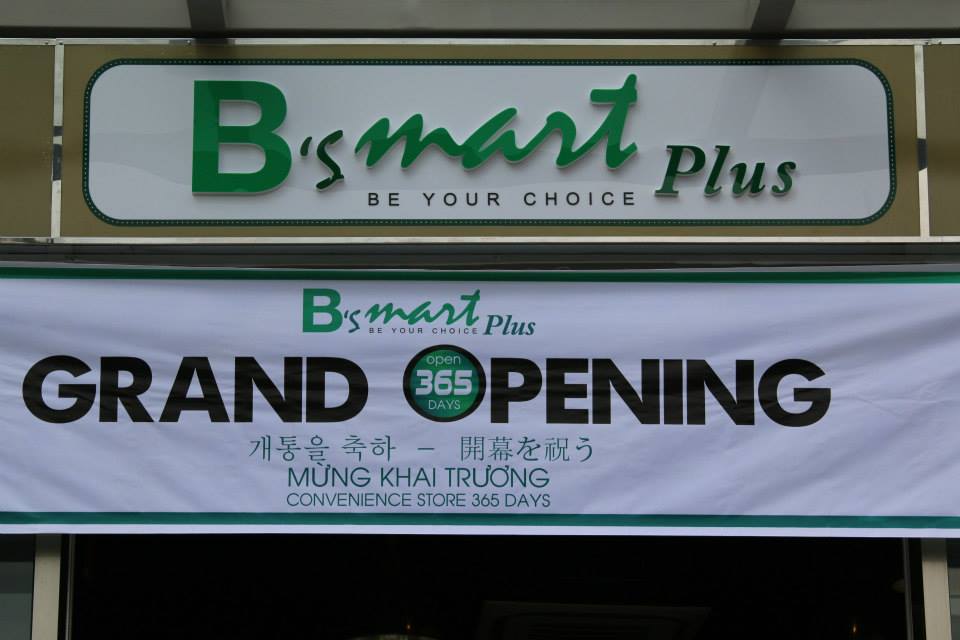 B's mart Plus
BE YOUR CHOICE
B's mart Plus
BE YOUR CHOICE
GRAND OPENING
open
365
DAYS
개통을 축하 – 開幕を祝う
MỪNG KHAI TRƯƠNG
CONVENIENCE STORE 365 DAYS